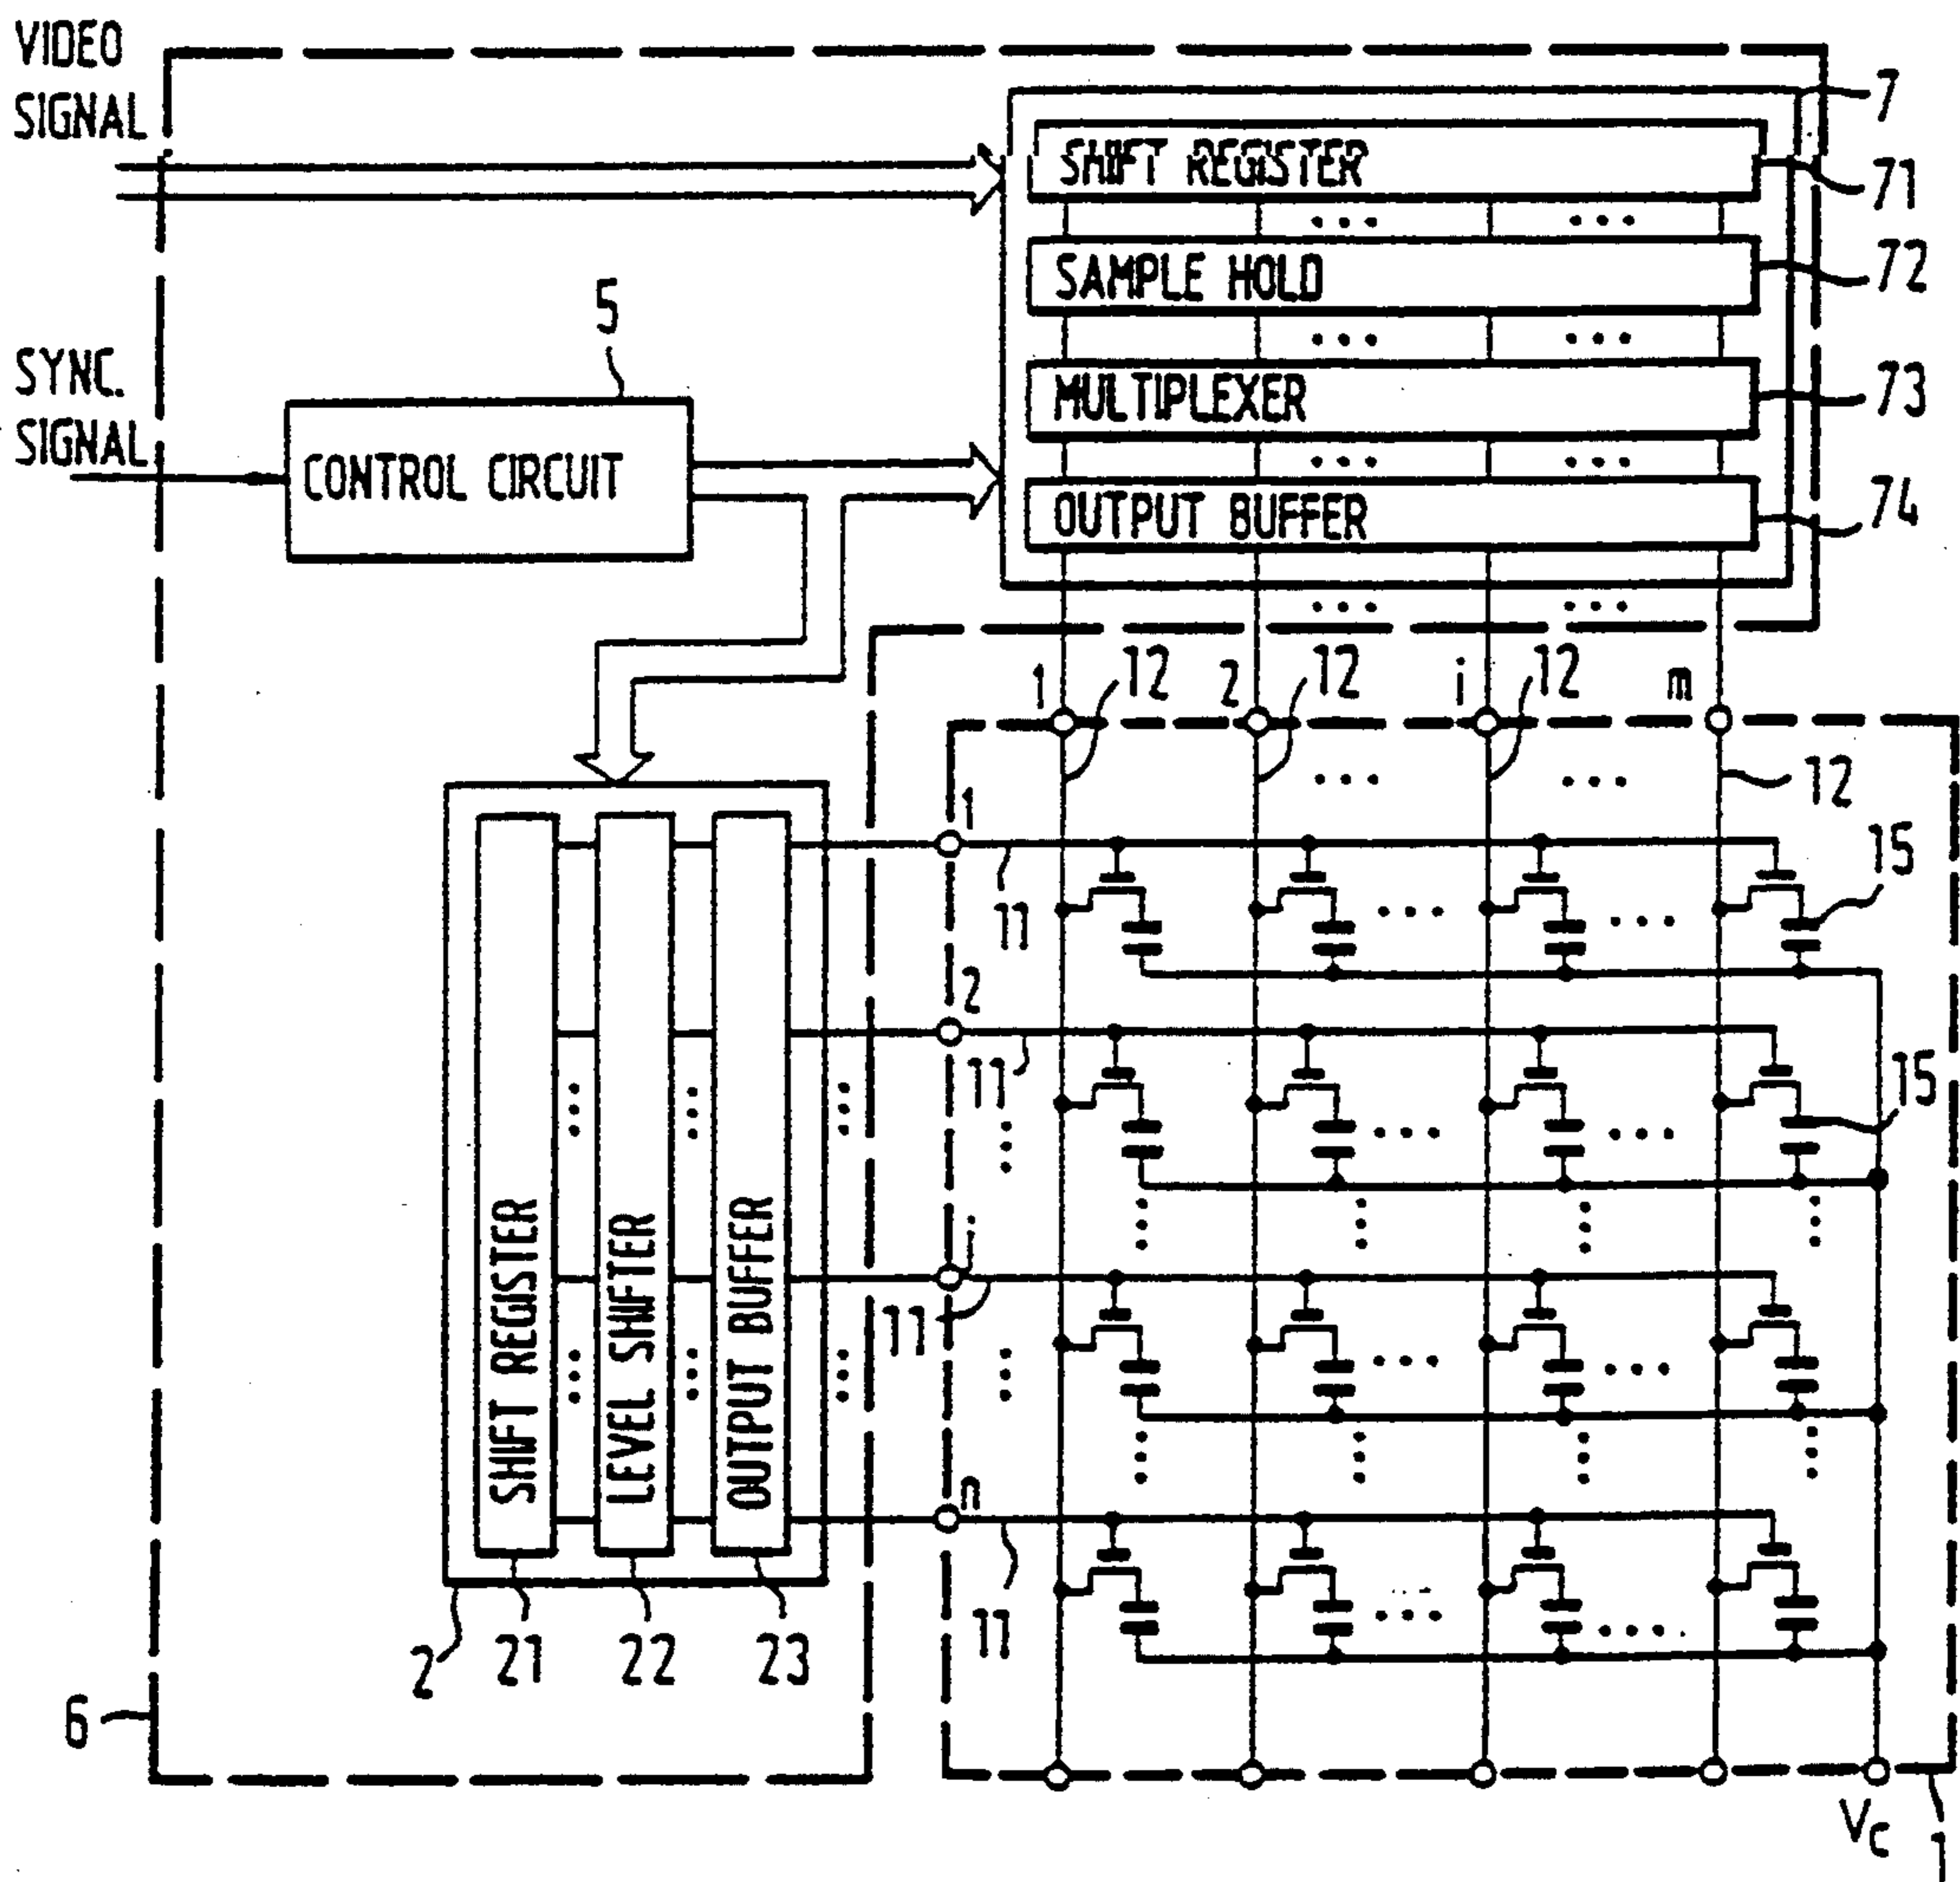 VIDEO
SIGNAL
7
SHIFT REGISTER
71
SAMPLE HOLD
72
SYNC.
SIGNAL
5
CONTROL CIRCUIT
MULTIPLEXER
73
OUTPUT BUFFER
74
1
12
2
12
i
12
m
12
1
11
15
2
11
15
SHIFT REGISTER
LEVEL SHIFTER
OUTPUT BUFFER
j
11
n
11
2
21
22
23
6
Vc
1